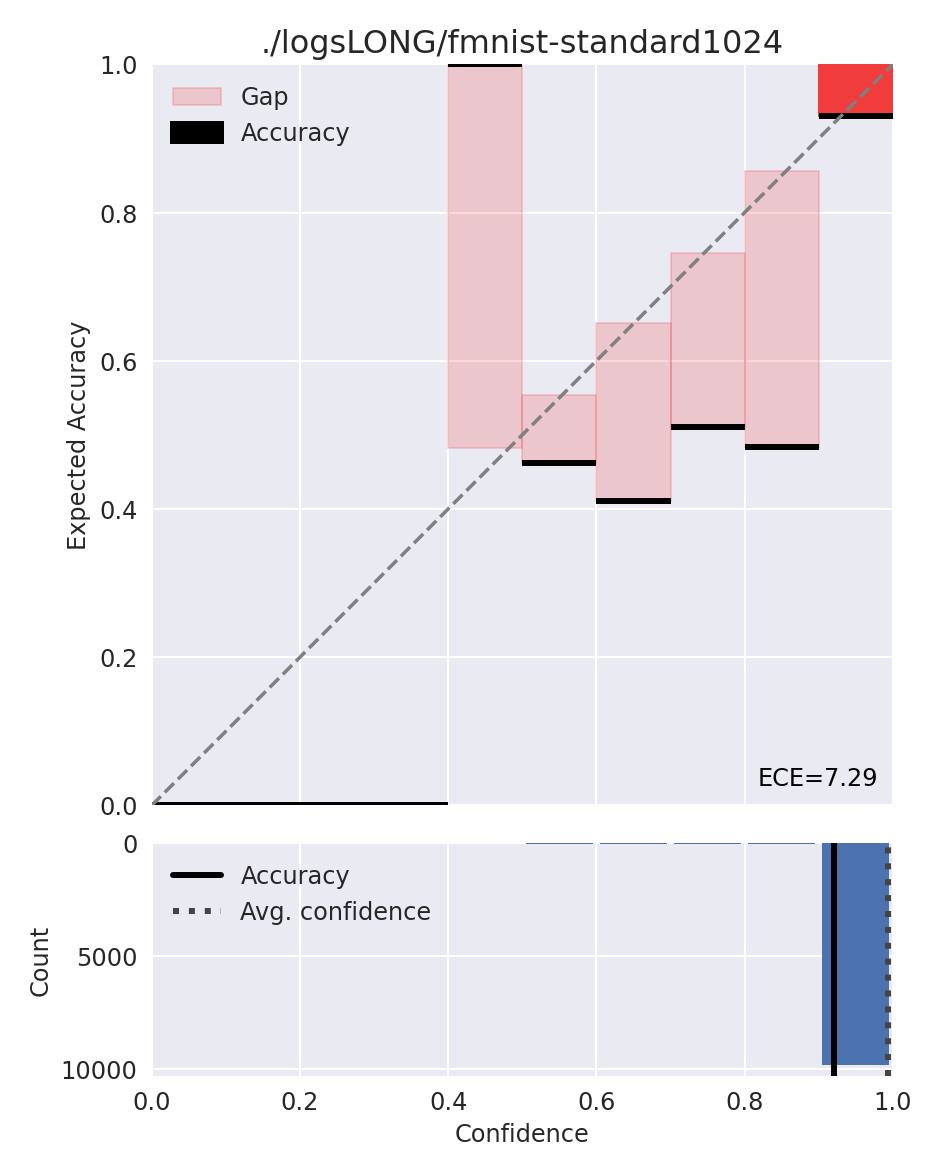 ./logsLONG/fmnist-standard1024
1.0
0.8
0.6
0.4
0.2
0.0
Expected Accuracy
Gap
Accuracy
ECE=7.29
0
5000
10000
Count
Accuracy
Avg. confidence
0.0 0.2 0.4 0.6 0.8 1.0
Confidence